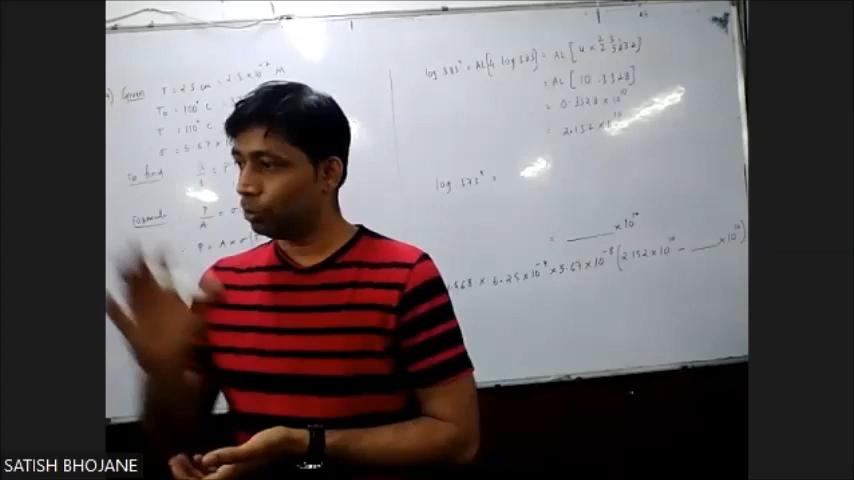 Given r = 2.5 cm = 2.5 × 10⁻² M
T₀ = 100° C
T = 110° C
σ = 5.67 ×
To find
Formula P/A = σ
P = A × σ
log 383⁴ = AL[4 log 383] = AL [4 × 2.5832]
= AL [10.3328]
= 0.3328 × 10¹⁰
= 2.152 × 10¹⁰
log 373⁴ =
= ____ × 10¹⁰
× 6.25 × 10⁻⁴ × 5.67 × 10⁻⁸ (2.152 × 10¹⁰ - ____ × 10¹⁰)
SATISH BHOJANE